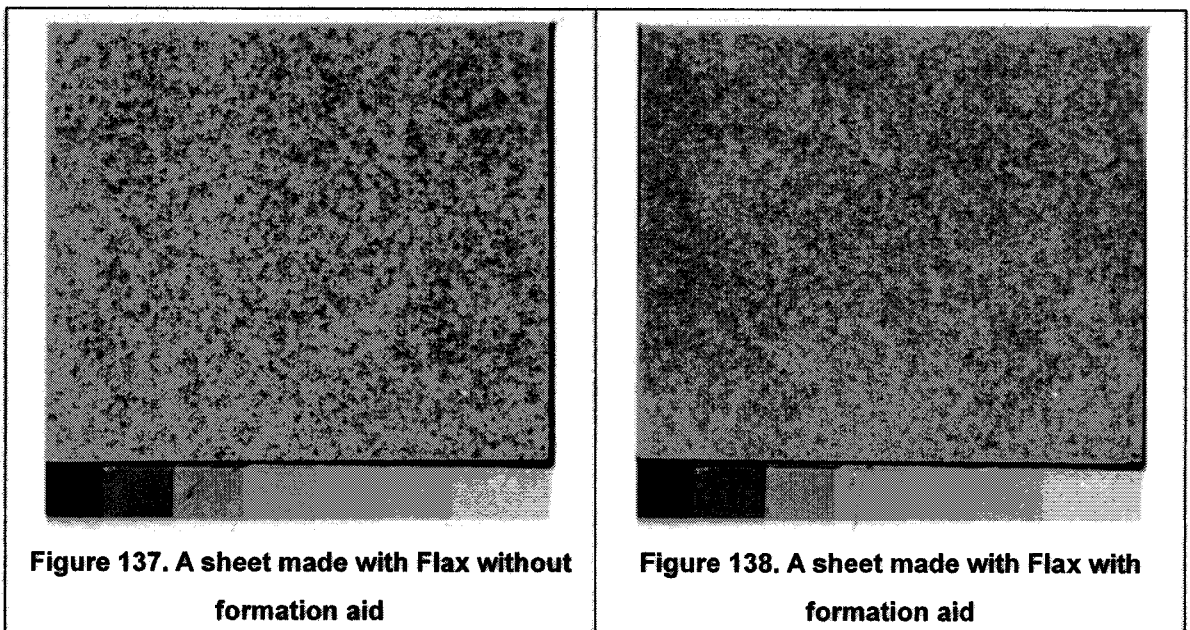 Figure 137. A sheet made with Flax without
formation aid
Figure 138. A sheet made with Flax with
formation aid